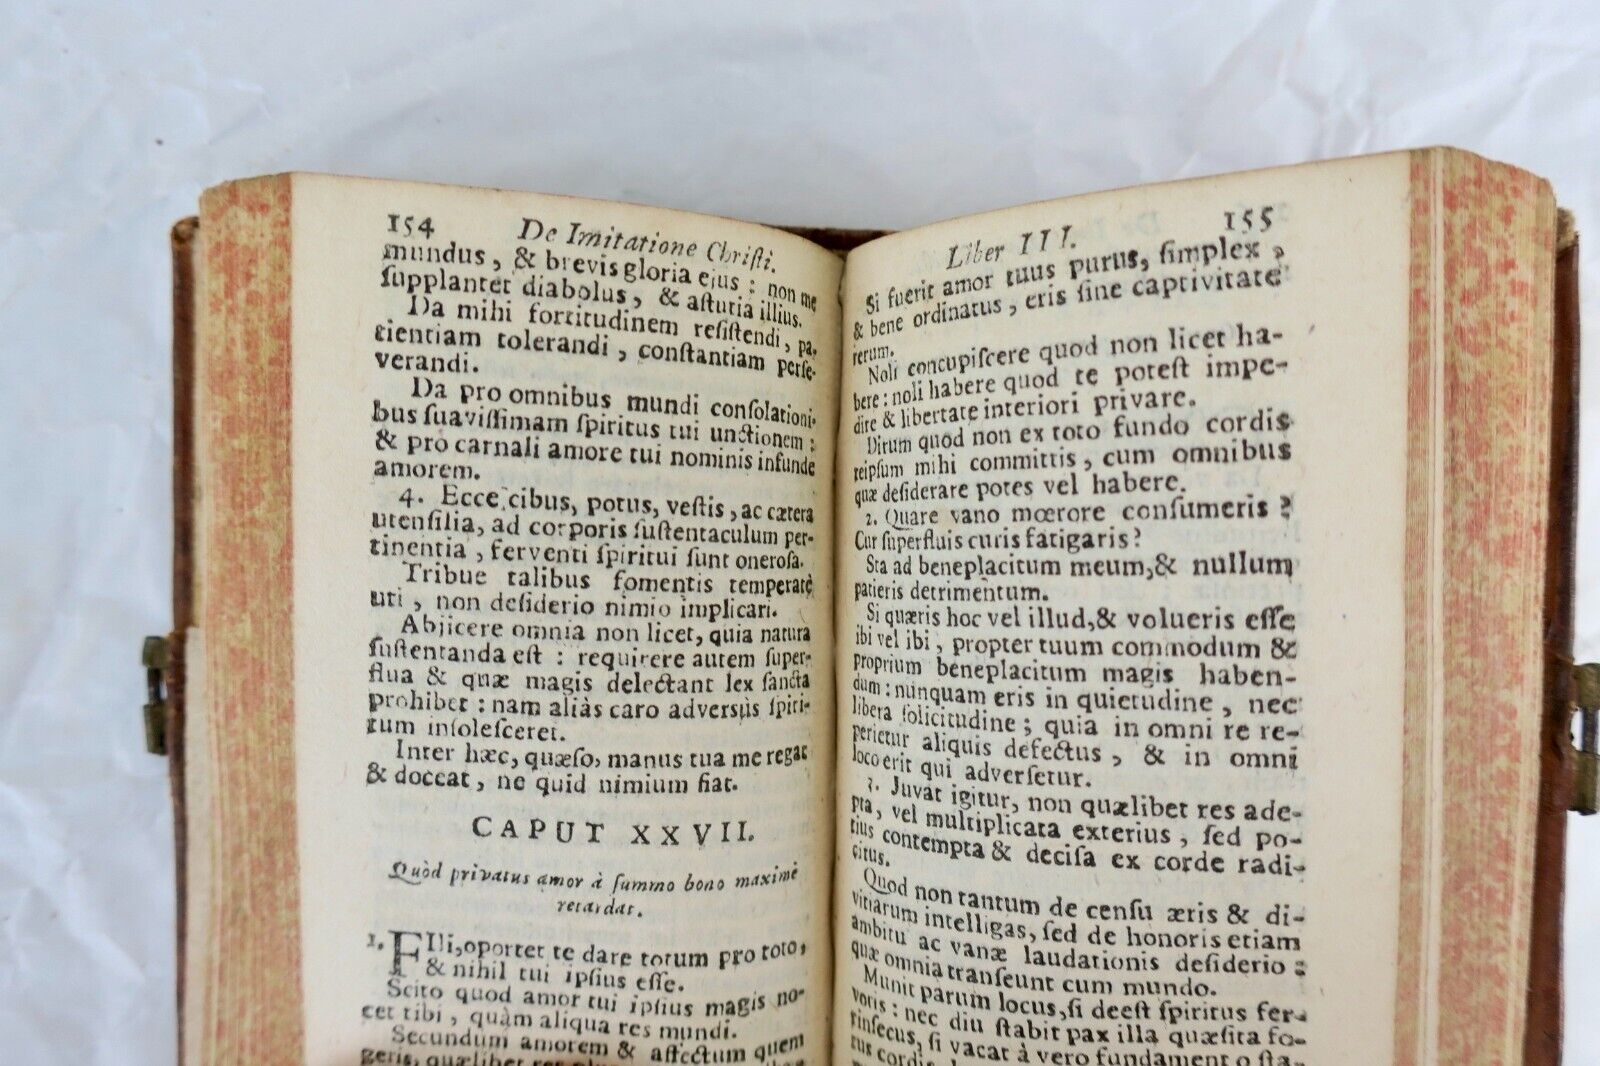 154 De Imitatione Chriſti.
mundus, & brevis gloria ejus: non me
ſupplantet diabolus, & aſtutia illius.
Da mihi fortitudinem reſiſtendi, pa-
tientiam tolerandi, conſtantiam perſe-
verandi.
Da pro omnibus mundi conſolationi-
bus ſuaviſſimam ſpiritus tui unctionem:
& pro carnali amore tui nominis infunde
amorem.
4. Ecce cibus, potus, veſtis, ac cætera
utenſilia, ad corporis ſuſtentaculum per-
tinentia, ferventi ſpiritui ſunt oneroſa.
Tribue talibus fomentis temperatè
uti, non deſiderio nimio implicari.
Abjicere omnia non licet, quia natura
ſuſtentanda eſt: requirere autem ſuper-
flua & quæ magis delectant lex ſancta
prohibet: nam aliàs caro adversùs ſpiri-
tum inſoleſceret.
Inter hæc, quæſo, manus tua me regat
& doceat, ne quid nimium fiat.
CAPUT XXVII.
Quòd privatus amor à ſummo bono maximè
retardat.
1. FIli, oportet te dare totum pro toto,
& nihil tui ipſius eſſe.
Scito quod amor tui ipſius magis no-
cet tibi, quàm aliqua res mundi.
Secundum amorem & affectum quem
geris, quælibet res
Liber III. 155
Si fuerit amor tuus purus, ſimplex,
& bene ordinatus, eris ſine captivitate
rerum.
Noli concupiſcere quod non licet ha-
bere: noli habere quod te poteſt impe-
dire & libertate interiori privare.
Mirum quod non ex toto fundo cordis
teipſum mihi committis, cum omnibus
quæ deſiderare potes vel habere.
2. Quare vano mœrore conſumeris?
Cur ſuperfluis curis fatigaris?
Sta ad beneplacitum meum, & nullum
patieris detrimentum.
Si quæris hoc vel illud, & volueris eſſe
ibi vel ibi, propter tuum commodum &
proprium beneplacitum magis haben-
dum: nunquam eris in quietudine, nec
libera ſolicitudine; quia in omni re re-
perietur aliquis defectus, & in omni
loco erit qui adverſetur.
3. Juvat igitur, non quælibet res ade-
pta, vel multiplicata exterius, ſed po-
tius contempta & deciſa ex corde radi-
citus.
Quod non tantum de cenſu æris & di-
vitiarum intelligas, ſed de honoris etiam
ambitu ac vanæ laudationis deſiderio:
quæ omnia tranſeunt cum mundo.
Munit parum locus, ſi deeſt ſpiritus fer-
voris: nec diu ſtabit pax illa quæſita fo-
rinſecus, ſi vacat à vero fundamento ſta-
tus cordis